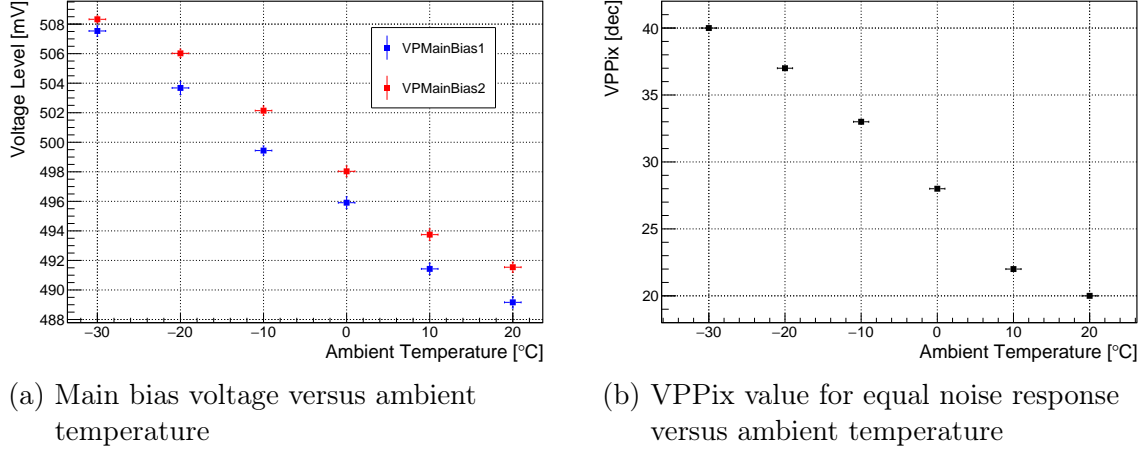 Voltage Level [mV]
508
506
504
502
500
498
496
494
492
490
488
VPMainBias1
VPMainBias2
−30 −20 −10 0 10 20
Ambient Temperature [°C]
(a) Main bias voltage versus ambient
temperature
VPPix [dec]
40
35
30
25
20
−30 −20 −10 0 10 20
Ambient Temperature [°C]
(b) VPPix value for equal noise response
versus ambient temperature